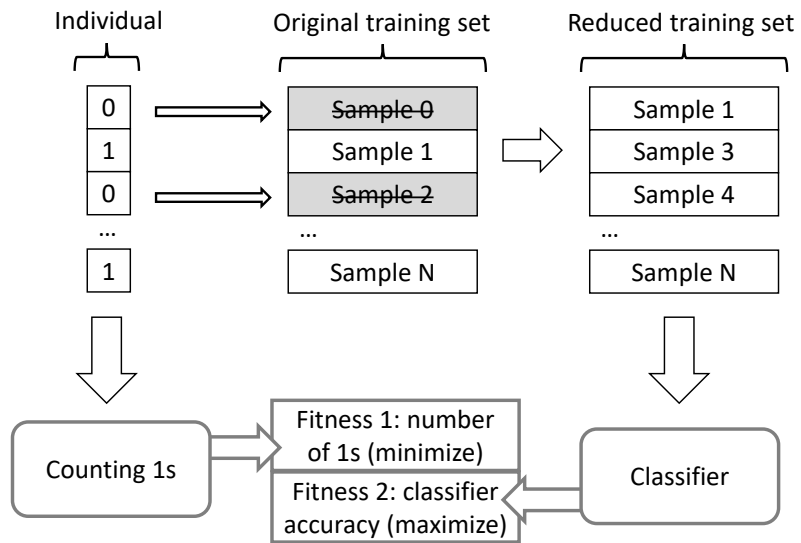 Individual
Original training set
Reduced training set
0
Sample 0
Sample 1
1
Sample 1
Sample 3
0
Sample 2
Sample 4
...
...
...
1
Sample N
Sample N
Counting 1s
Fitness 1: number
of 1s (minimize)
Fitness 2: classifier
accuracy (maximize)
Classifier